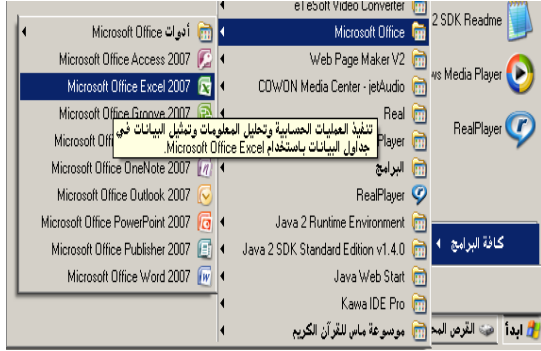 أدوات Microsoft Office
Microsoft Office Access 2007
Microsoft Office Excel 2007
Microsoft Office Groove 2007
Microsoft Offi
Microsoft Office OneNote 2007
Microsoft Office Outlook 2007
Microsoft Office PowerPoint 2007
Microsoft Office Publisher 2007
Microsoft Office Word 2007
تنفيذ العمليات الحسابية وتحليل المعلومات وتمثيل البيانات في
جداول البيانات باستخدام Microsoft Office Excel.
eTeSoft Video Converter
Microsoft Office
Web Page Maker V2
COWON Media Center - jetAudio
Real
Player
البرامج
RealPlayer
Java 2 Runtime Environment
Java 2 SDK Standard Edition v1.4.0
Java Web Start
Kawa IDE Pro
موسوعة ماس للقرآن الكريم
2 SDK Readme
ws Media Player
RealPlayer
كافة البرامج
ابدأ
القرص المح